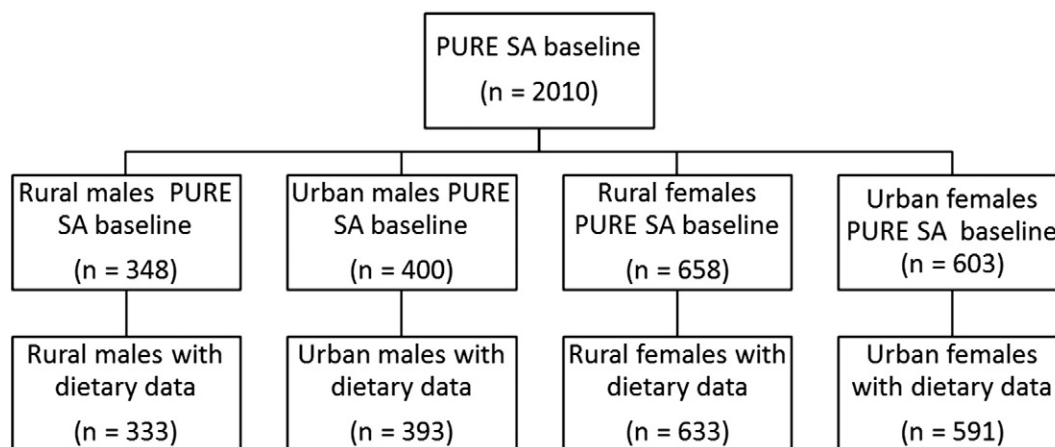 PURE SA baseline
(n = 2010)
Rural males PURE
SA baseline
(n = 348)
Urban males PURE
SA baseline
(n = 400)
Rural females
PURE SA baseline
(n = 658)
Urban females
PURE SA baseline
(n = 603)
Rural males with
dietary data
(n = 333)
Urban males with
dietary data
(n = 393)
Rural females with
dietary data
(n = 633)
Urban females
with dietary data
(n = 591)